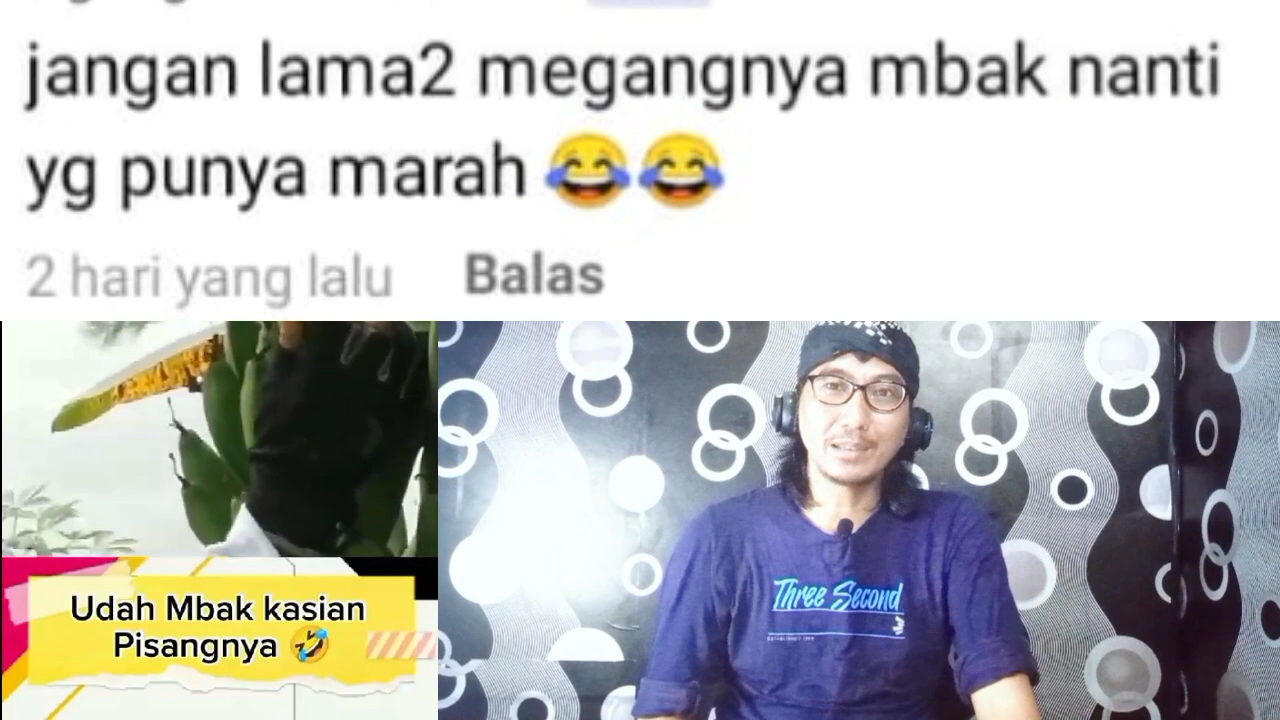 jangan lama2 megangnya mbak nanti
yg punya marah 😂😂
2 hari yang lalu Balas
Udah Mbak kasian
Pisangnya 🤣
Three Second